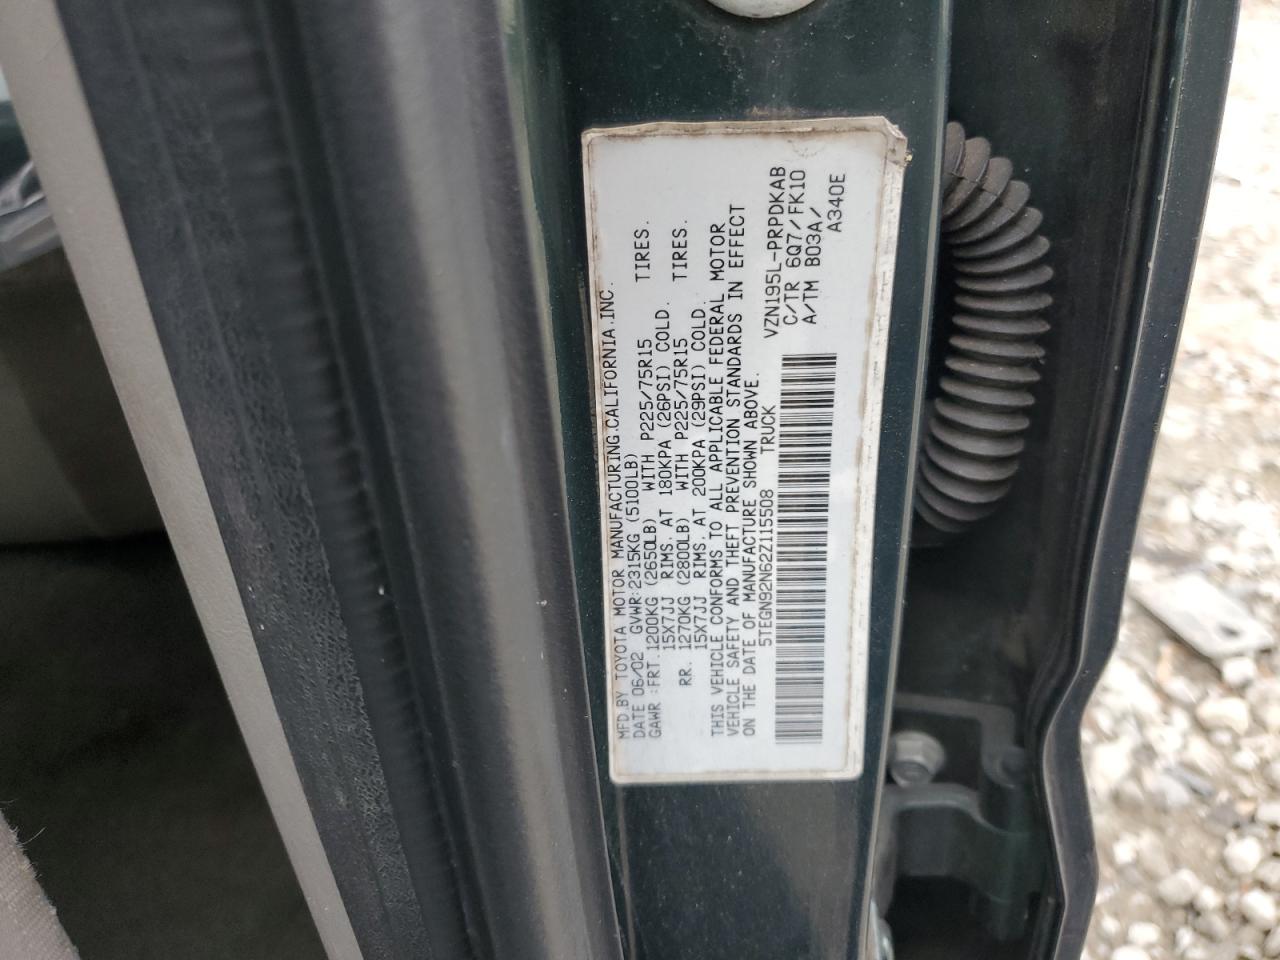 MFD.BY TOYOTA MOTOR MANUFACTURING.CALIFORNIA.INC.
DATE 06/02 GVWR:2315KG (5100LB)
GAWR :FRT.1200KG (2650LB) WITH P225/75R15 TIRES.
15X7JJ RIMS.AT 180KPA (26PSI) COLD.
RR. 1270KG (2800LB) WITH P225/75R15 TIRES.
15X7JJ RIMS.AT 200KPA (29PSI) COLD.
THIS VEHICLE CONFORMS TO ALL APPLICABLE FEDERAL MOTOR
VEHICLE SAFETY AND THEFT PREVENTION STANDARDS IN EFFECT
ON THE DATE OF MANUFACTURE SHOWN ABOVE.
5TEGN92N62Z115508 TRUCK
VZN195L-PRPDKAB
C/TR 6Q7/FK10
A/TM B03A/
A340E